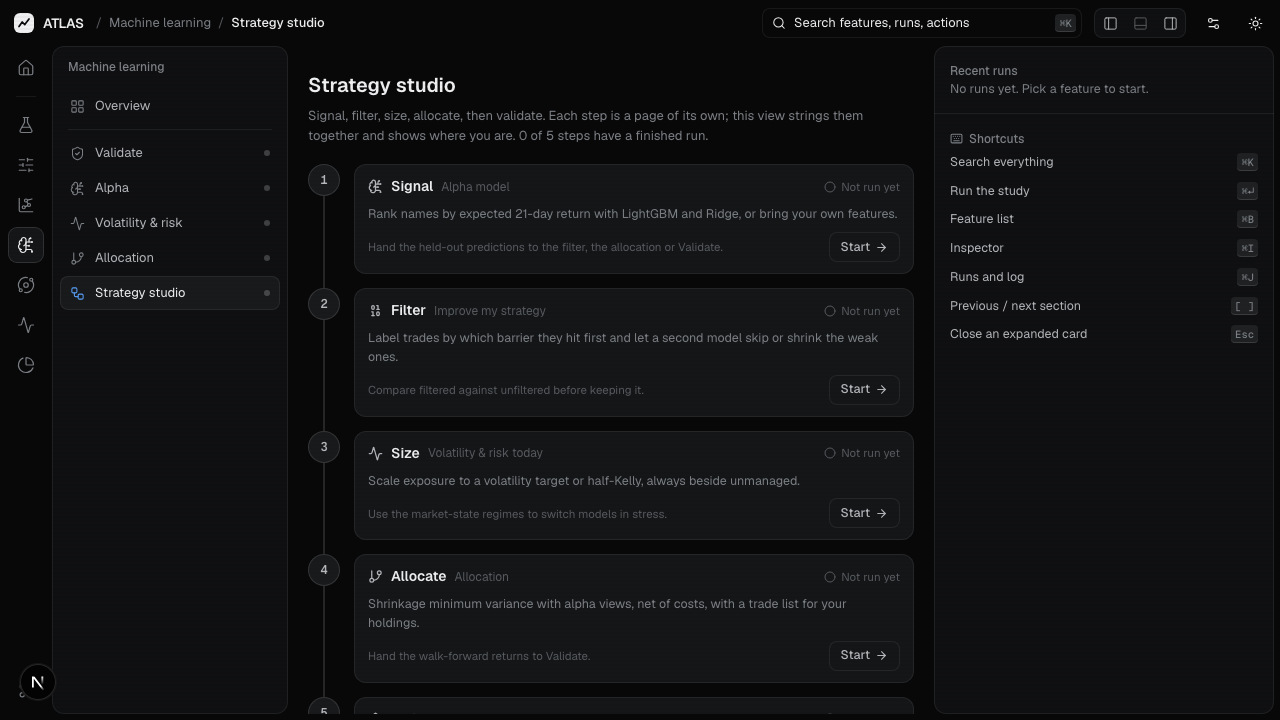 ATLAS / Machine learning / Strategy studio
Search features, runs, actions ⌘K
Machine learning
Overview
Validate
Alpha
Volatility & risk
Allocation
Strategy studio
N
Strategy studio
Signal, filter, size, allocate, then validate. Each step is a page of its own; this view strings them
together and shows where you are. 0 of 5 steps have a finished run.
1
Signal Alpha model Not run yet
Rank names by expected 21-day return with LightGBM and Ridge, or bring your own features.
Hand the held-out predictions to the filter, the allocation or Validate. Start →
2
Filter Improve my strategy Not run yet
Label trades by which barrier they hit first and let a second model skip or shrink the weak
ones.
Compare filtered against unfiltered before keeping it. Start →
3
Size Volatility & risk today Not run yet
Scale exposure to a volatility target or half-Kelly, always beside unmanaged.
Use the market-state regimes to switch models in stress. Start →
4
Allocate Allocation Not run yet
Shrinkage minimum variance with alpha views, net of costs, with a trade list for your
holdings.
Hand the walk-forward returns to Validate. Start →
5
Recent runs
No runs yet. Pick a feature to start.
Shortcuts
Search everything ⌘K
Run the study ⌘↵
Feature list ⌘B
Inspector ⌘I
Runs and log ⌘J
Previous / next section [ ]
Close an expanded card Esc